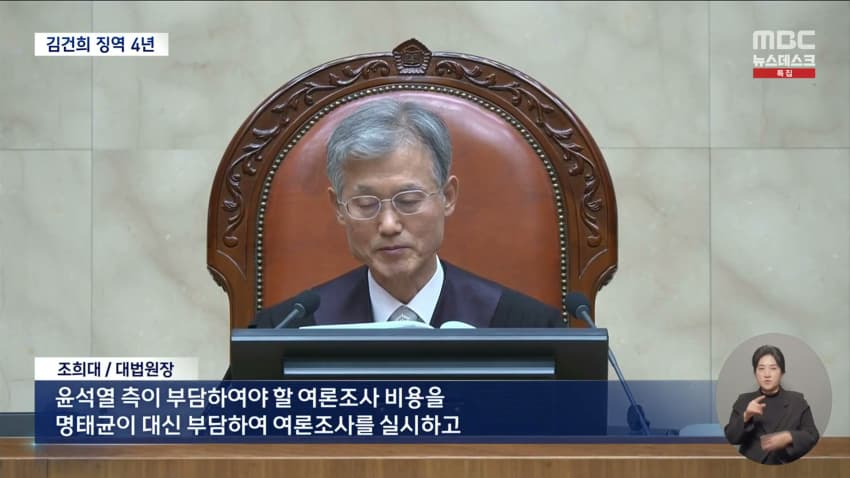 김건희 징역 4년
MBC
뉴스데스크
특집
조희대 / 대법원장
윤석열 측이 부담하여야 할 여론조사 비용을
명태균이 대신 부담하여 여론조사를 실시하고